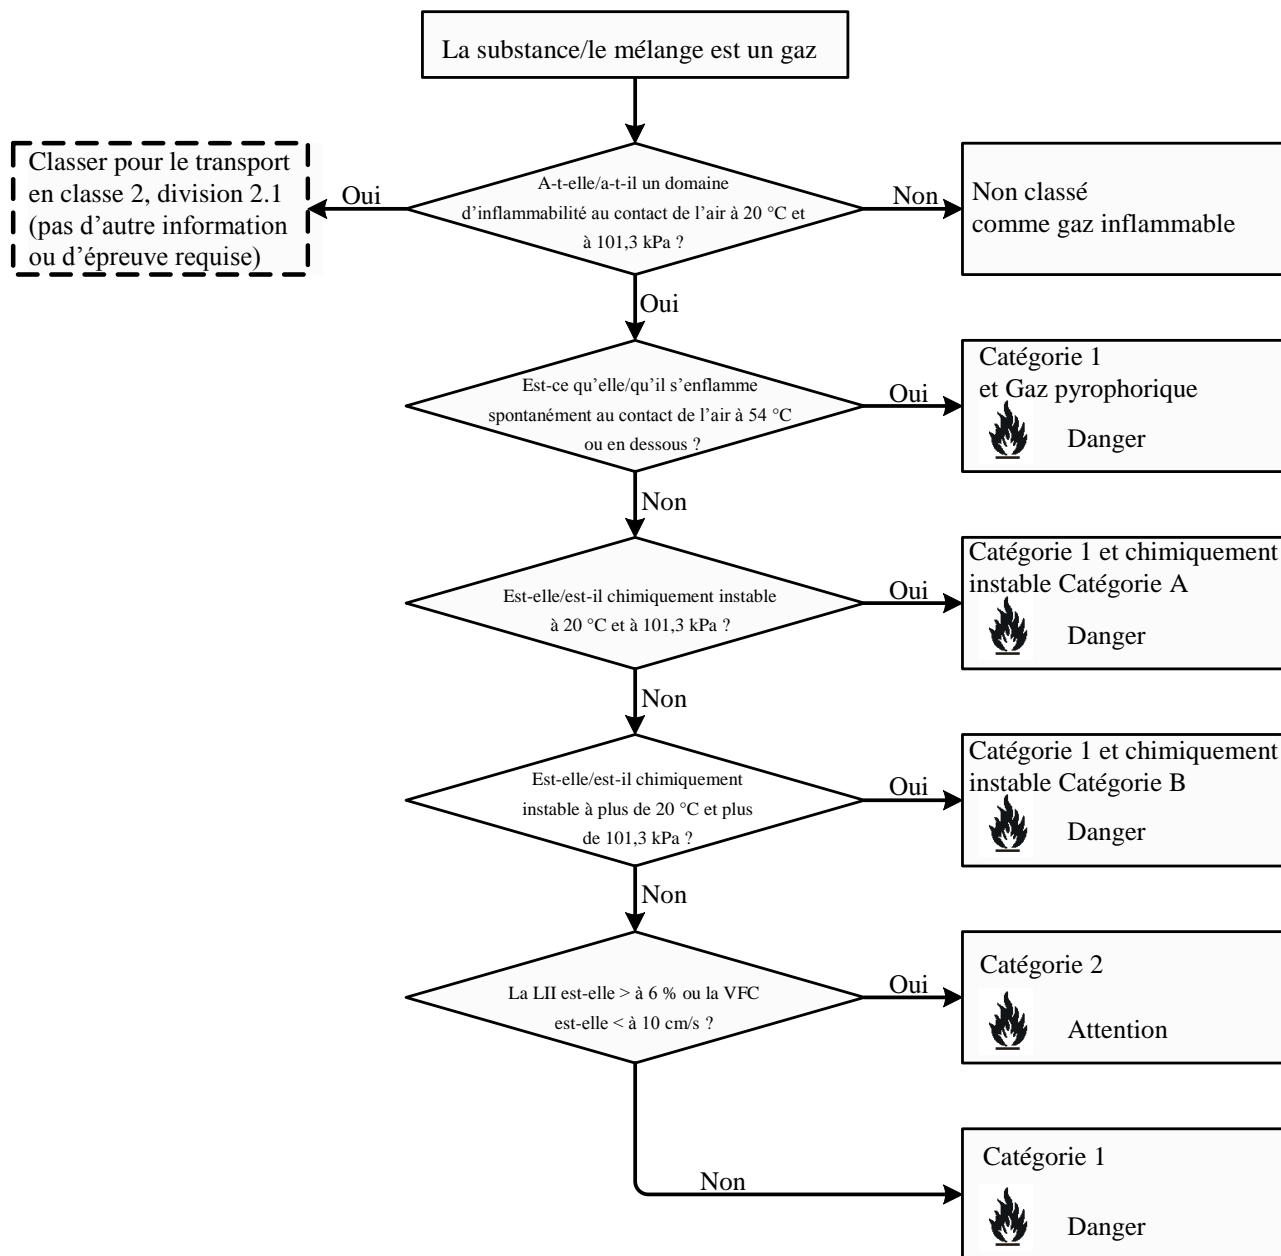 La substance/le mélange est un gaz
Classer pour le transport
en classe 2, division 2.1
(pas d’autre information
ou d’épreuve requise)
Oui
A-t-elle/a-t-il un domaine
d’inflammabilité au contact de l’air à 20 °C et
à 101,3 kPa ?
Non
Non classé
comme gaz inflammable
Oui
Est-ce qu’elle/qu’il s’enflamme
spontanément au contact de l’air à 54 °C
ou en dessous ?
Oui
Catégorie 1
et Gaz pyrophorique
Danger
Non
Est-elle/est-il chimiquement instable
à 20 °C et à 101,3 kPa ?
Oui
Catégorie 1 et chimiquement
instable Catégorie A
Danger
Non
Est-elle/est-il chimiquement
instable à plus de 20 °C et plus
de 101,3 kPa ?
Oui
Catégorie 1 et chimiquement
instable Catégorie B
Danger
Non
La LII est-elle > à 6 % ou la VFC
est-elle < à 10 cm/s ?
Oui
Catégorie 2
Attention
Non
Catégorie 1
Danger